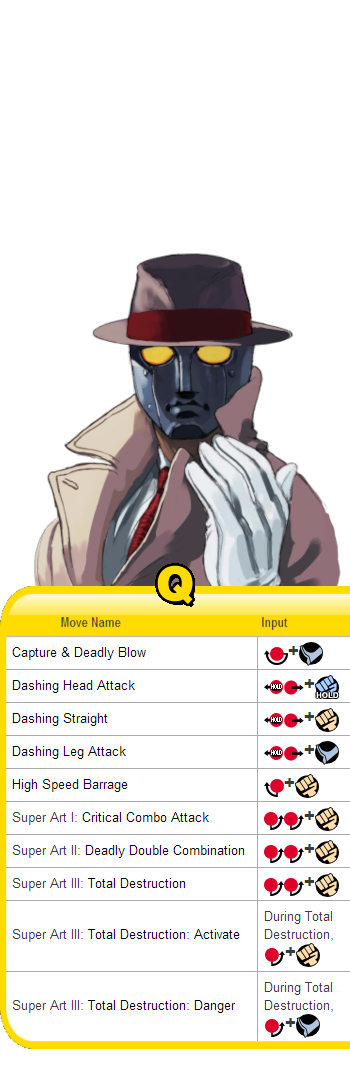 Q
Move Name Input
Capture & Deadly Blow +
Dashing Head Attack HOLD + HOLD
Dashing Straight HOLD +
Dashing Leg Attack HOLD +
High Speed Barrage +
Super Art I: Critical Combo Attack +
Super Art II: Deadly Double Combination +
Super Art III: Total Destruction +
Super Art III: Total Destruction: Activate
During Total
Destruction,
+
Super Art III: Total Destruction: Danger
During Total
Destruction,
+